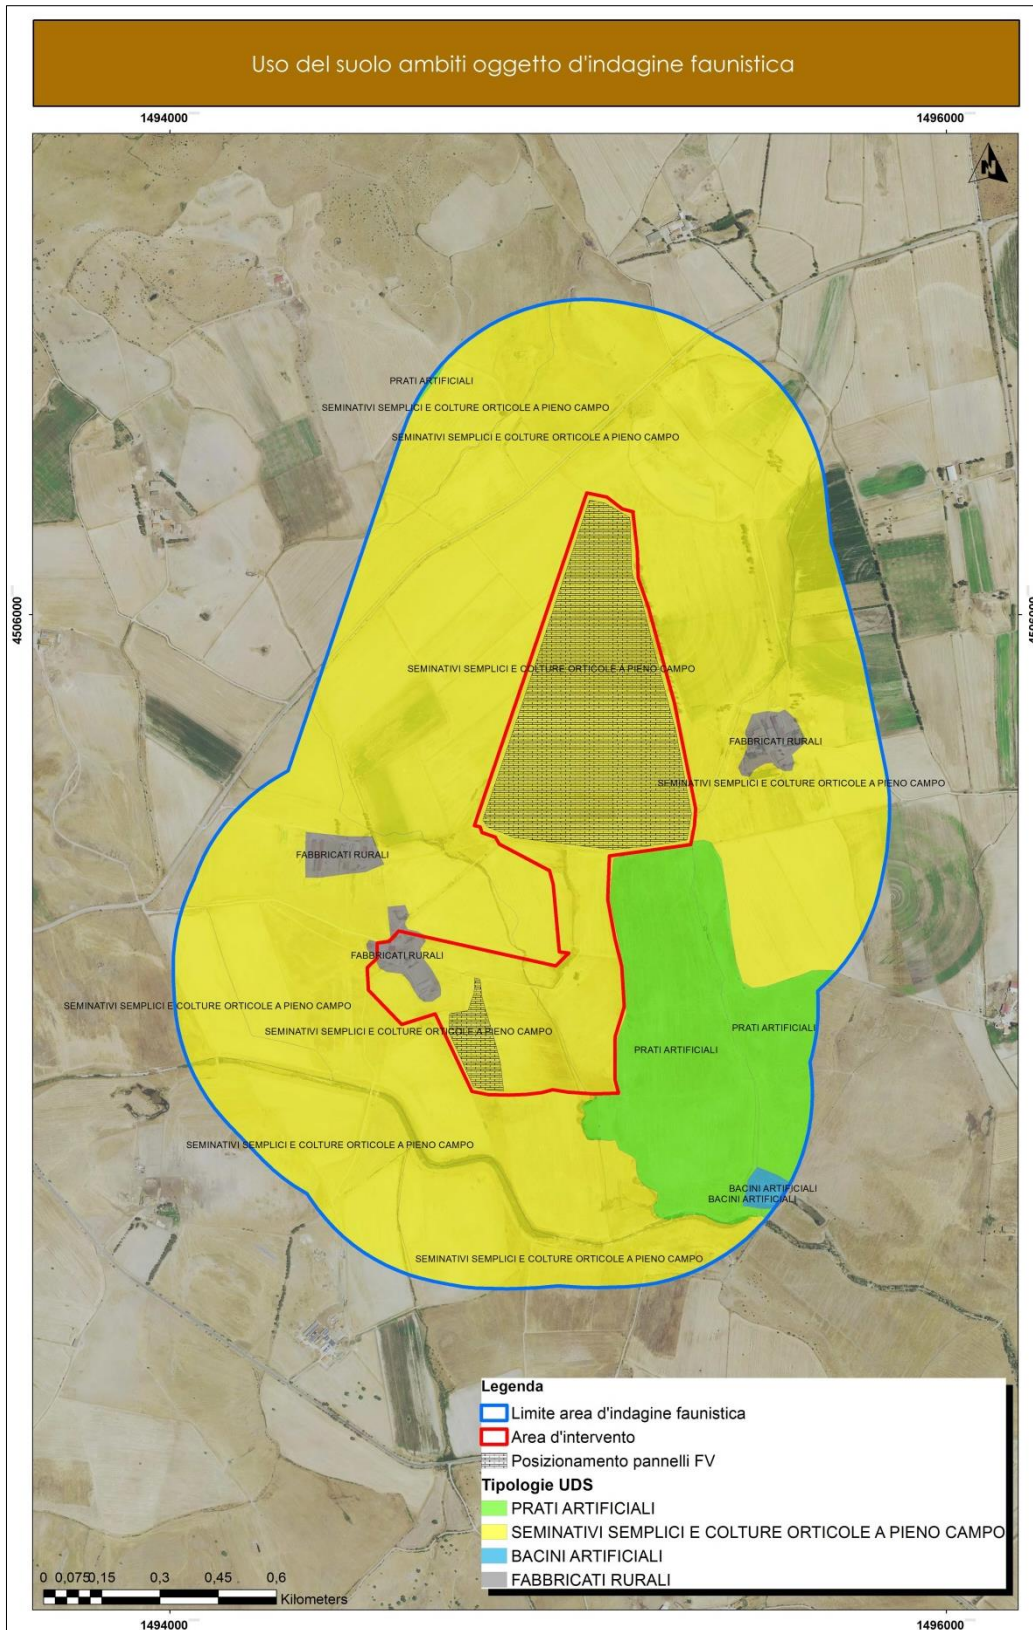 Uso del suolo ambiti oggetto d'indagine faunistica
1494000
1496000
N
PRATI ARTIFICIALI
SEMINATIVI SEMPLICI E COLTURE ORTICOLE A PIENO CAMPO
SEMINATIVI SEMPLICI E COLTURE ORTICOLE A PIENO CAMPO
4506000
4506000
SEMINATIVI SEMPLICI E COLTURE ORTICOLE A PIENO CAMPO
FABBRICATI RURALI
SEMINATIVI SEMPLICI E COLTURE ORTICOLE A PIENO CAMPO
FABBRICATI RURALI
FABBRICATI RURALI
SEMINATIVI SEMPLICI E COLTURE ORTICOLE A PIENO CAMPO
SEMINATIVI SEMPLICI E COLTURE ORTICOLE A PIENO CAMPO
PRATI ARTIFICIALI
PRATI ARTIFICIALI
SEMINATIVI SEMPLICI E COLTURE ORTICOLE A PIENO CAMPO
BACINI ARTIFICIALI
BACINI ARTIFICIALI
SEMINATIVI SEMPLICI E COLTURE ORTICOLE A PIENO CAMPO
Legenda
Limite area d'indagine faunistica
Area d'intervento
Posizionamento pannelli FV
Tipologie UDS
PRATI ARTIFICIALI
SEMINATIVI SEMPLICI E COLTURE ORTICOLE A PIENO CAMPO
BACINI ARTIFICIALI
FABBRICATI RURALI
0 0,075 0,15 0,3 0,45 0,6
Kilometers
1494000
1496000